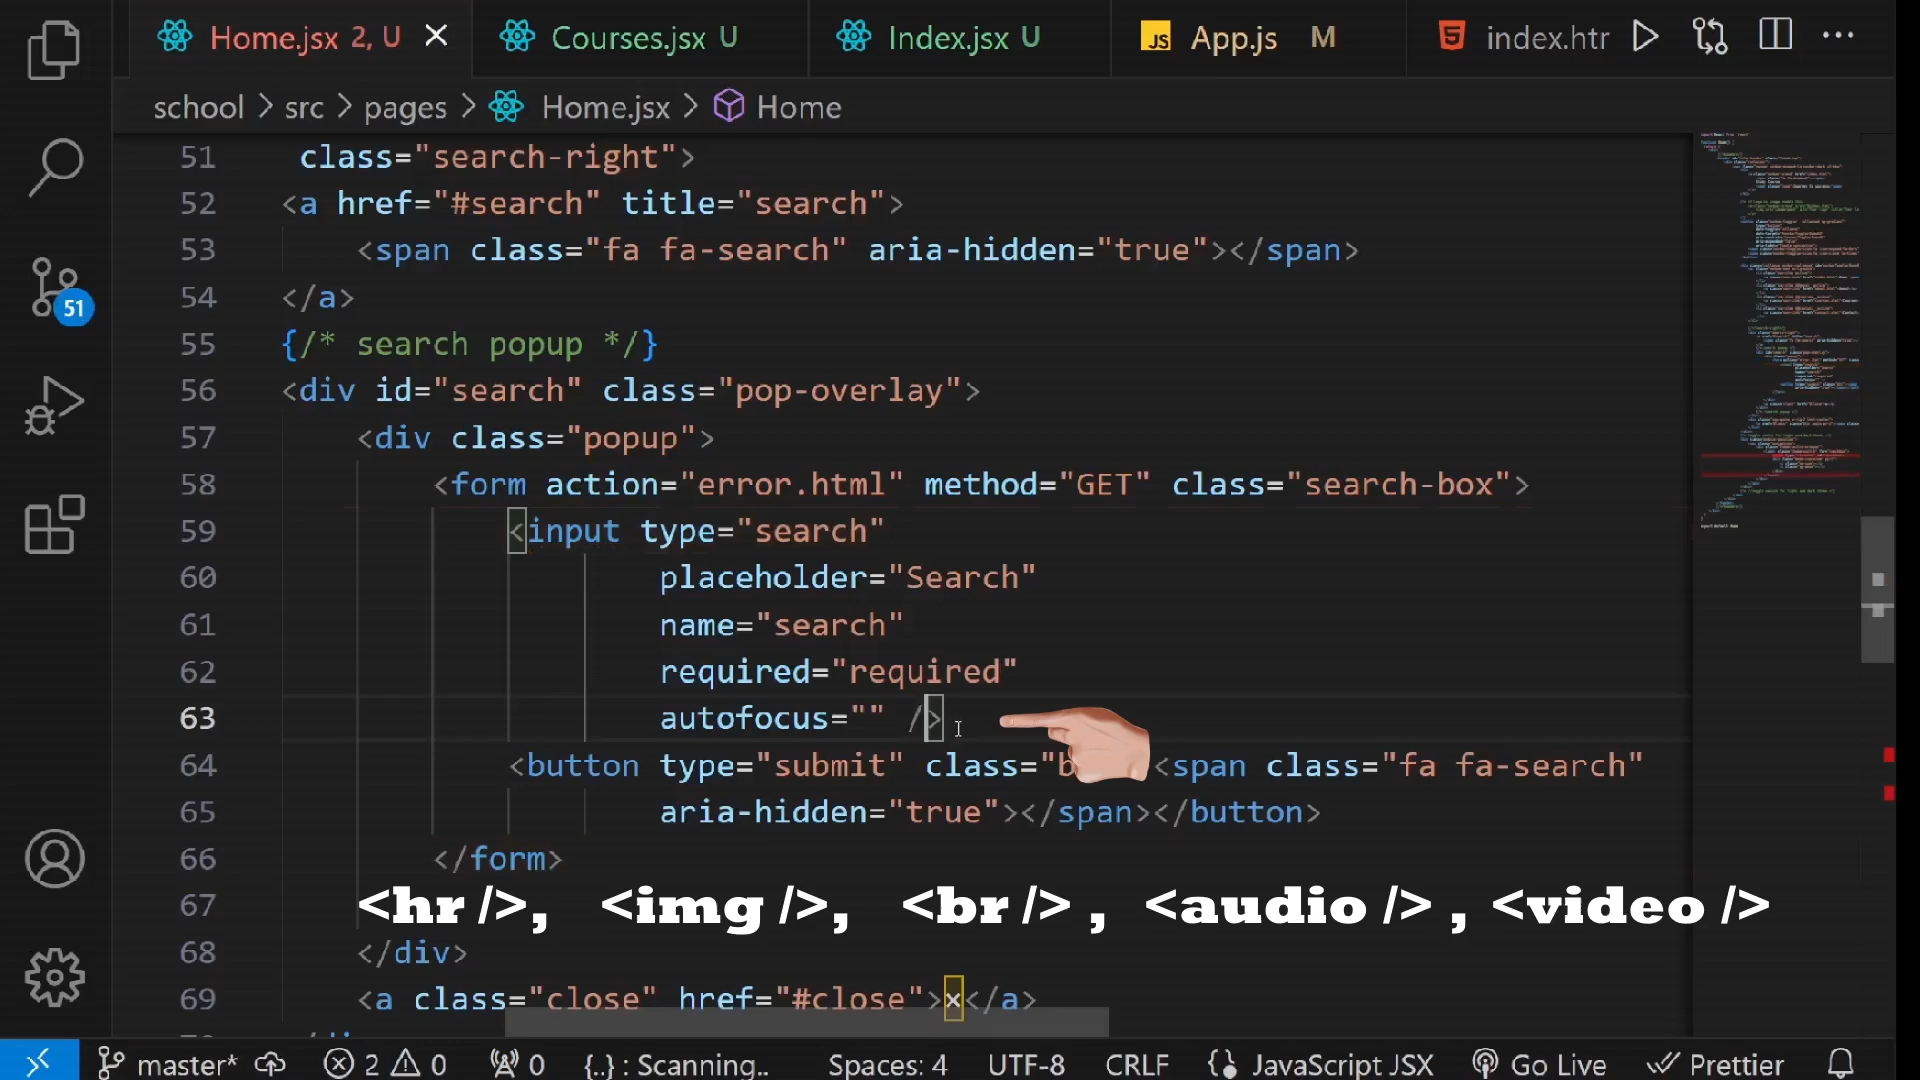 Home.jsx 2, U
Courses.jsx U
Index.jsx U
JS App.js M
index.htr
school > src > pages > Home.jsx > Home
51 class="search-right">
52 <a href="#search" title="search">
53 <span class="fa fa-search" aria-hidden="true"></span>
54 </a>
55 {/* search popup */}
56 <div id="search" class="pop-overlay">
57 <div class="popup">
58 <form action="error.html" method="GET" class="search-box">
59 <input type="search"
60 placeholder="Search"
61 name="search"
62 required="required"
63 autofocus="" />
64 <button type="submit" class="b <span class="fa fa-search"
65 aria-hidden="true"></span></button>
66 </form>
67 <hr />, <img />, <br /> , <audio /> , <video />
68 </div>
69 <a class="close" href="#close">×</a>
51
master* 2 0 0 {..} : Scanning.. Spaces: 4 UTF-8 CRLF JavaScript JSX Go Live Prettier